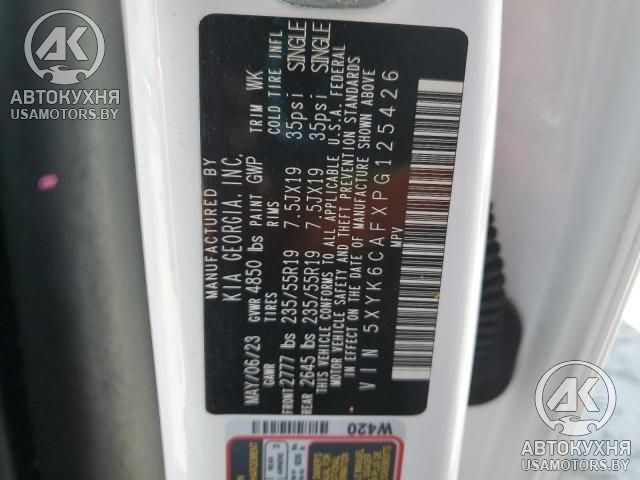 MANUFACTURED BY
KIA GEORGIA, INC.
MAY/06/23 GVWR 4850 lbs PAINT GWP TRIM WK
GAWR TIRES RIMS COLD TIRE INFL
FRONT 2777 lbs 235/55R19 7.5JX19 35psi SINGLE
REAR 2645 lbs 235/55R19 7.5JX19 35psi SINGLE
THIS VEHICLE CONFORMS TO ALL APPLICABLE U.S.A. FEDERAL
MOTOR VEHICLE SAFETY AND THEFT PREVENTION STANDARDS
IN EFFECT ON THE DATE OF MANUFACTURE SHOWN ABOVE
VIN 5XYK6CAFXPG125426
MPV
W420
AK
АВТОКУХНЯ
USAMOTORS.BY
AK
АВТОКУХНЯ
USAMOTORS.BY